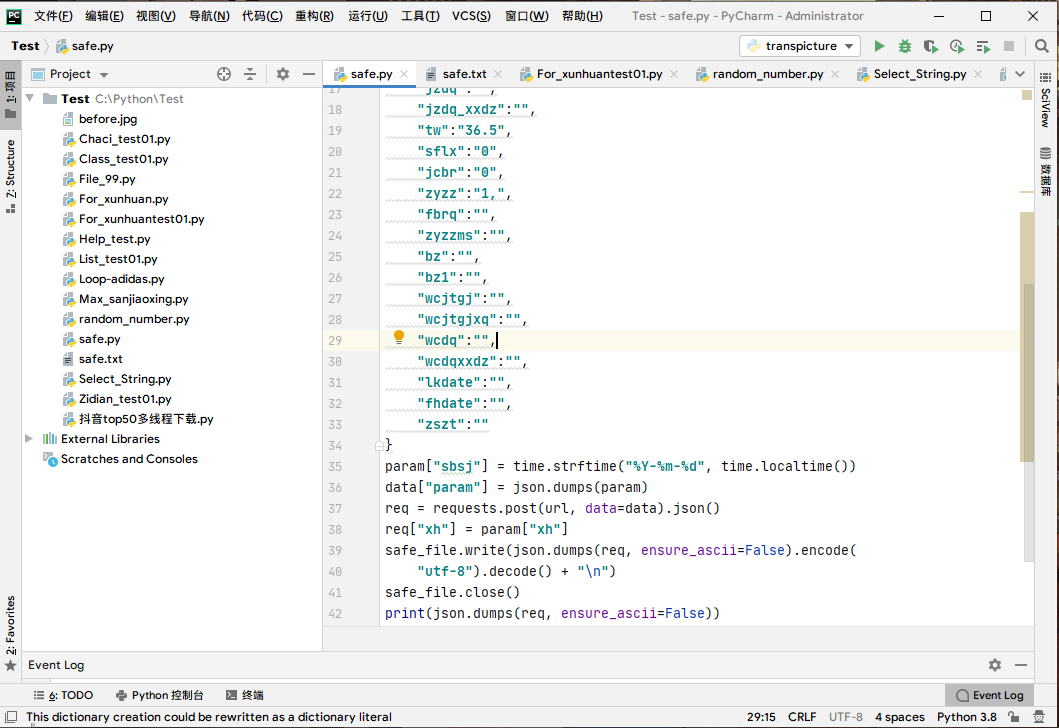 PC 文件(F) 编辑(E) 视图(V) 导航(N) 代码(C) 重构(R) 运行(U) 工具(T) VCS(S) 窗口(W) 帮助(H) Test - safe.py - PyCharm - Administrator
Test safe.py transpicture
1: 项目
Project
safe.py safe.txt For_xunhuantest01.py random_number.py Select_String.py
Test C:\Python\Test
before.jpg
Chaci_test01.py
Class_test01.py
File_99.py
For_xunhuan.py
For_xunhuantest01.py
Help_test.py
List_test01.py
Loop-adidas.py
Max_sanjiaoxing.py
random_number.py
safe.py
safe.txt
Select_String.py
Zidian_test01.py
抖音top50多线程下载.py
External Libraries
Scratches and Consoles
Z: Structure
2: Favorites
17 "jzdq":"",
18 "jzdq_xxdz":"",
19 "tw":"36.5",
20 "sflx":"0",
21 "jcbr":"0",
22 "zyzz":"1,",
23 "fbrq":"",
24 "zyzzms":"",
25 "bz":"",
26 "bz1":"",
27 "wcjtgj":"",
28 "wcjtgjxq":"",
29 "wcdq":"",
30 "wcdqxxdz":"",
31 "lkdate":"",
32 "fhdate":"",
33 "zszt":""
34 }
35 param["sbsj"] = time.strftime("%Y-%m-%d", time.localtime())
36 data["param"] = json.dumps(param)
37 req = requests.post(url, data=data).json()
38 req["xh"] = param["xh"]
39 safe_file.write(json.dumps(req, ensure_ascii=False).encode(
40 "utf-8").decode() + "\n")
41 safe_file.close()
42 print(json.dumps(req, ensure_ascii=False))
SciView
数据库
Event Log
6: TODO Python 控制台 终端 Event Log
This dictionary creation could be rewritten as a dictionary literal 29:15 CRLF UTF-8 4 spaces Python 3.8